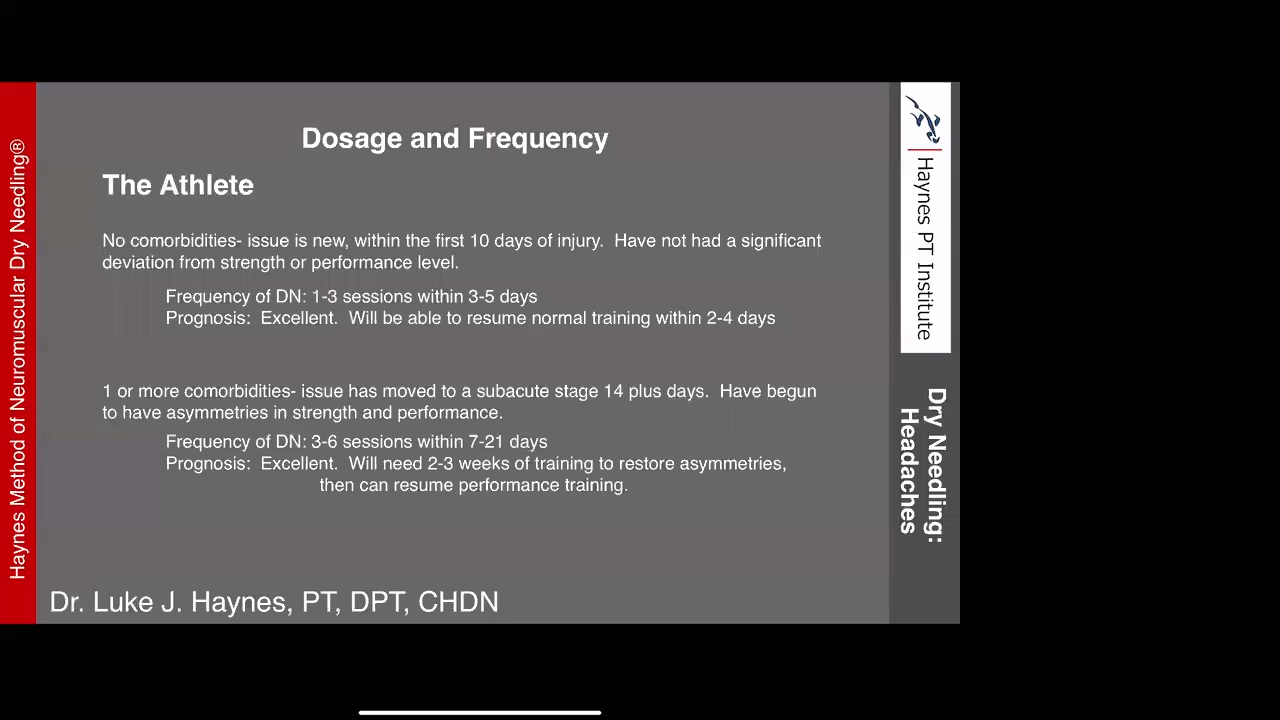 Haynes Method of Neuromuscular Dry Needling®
Dosage and Frequency
The Athlete
No comorbidities- issue is new, within the first 10 days of injury.  Have not had a significant
deviation from strength or performance level.
Frequency of DN: 1-3 sessions within 3-5 days
Prognosis:  Excellent.  Will be able to resume normal training within 2-4 days
1 or more comorbidities- issue has moved to a subacute stage 14 plus days.  Have begun
to have asymmetries in strength and performance.
Frequency of DN: 3-6 sessions within 7-21 days
Prognosis:  Excellent.  Will need 2-3 weeks of training to restore asymmetries,
then can resume performance training.
Dr. Luke J. Haynes, PT, DPT, CHDN
Haynes PT Institute
Dry Needling:
Headaches